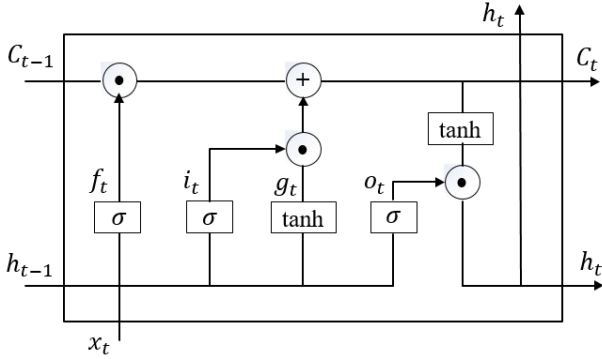 h_t
C_{t-1}
+
C_t
tanh
f_t
i_t
g_t
o_t
σ
σ
tanh
σ
h_{t-1}
h_t
x_t